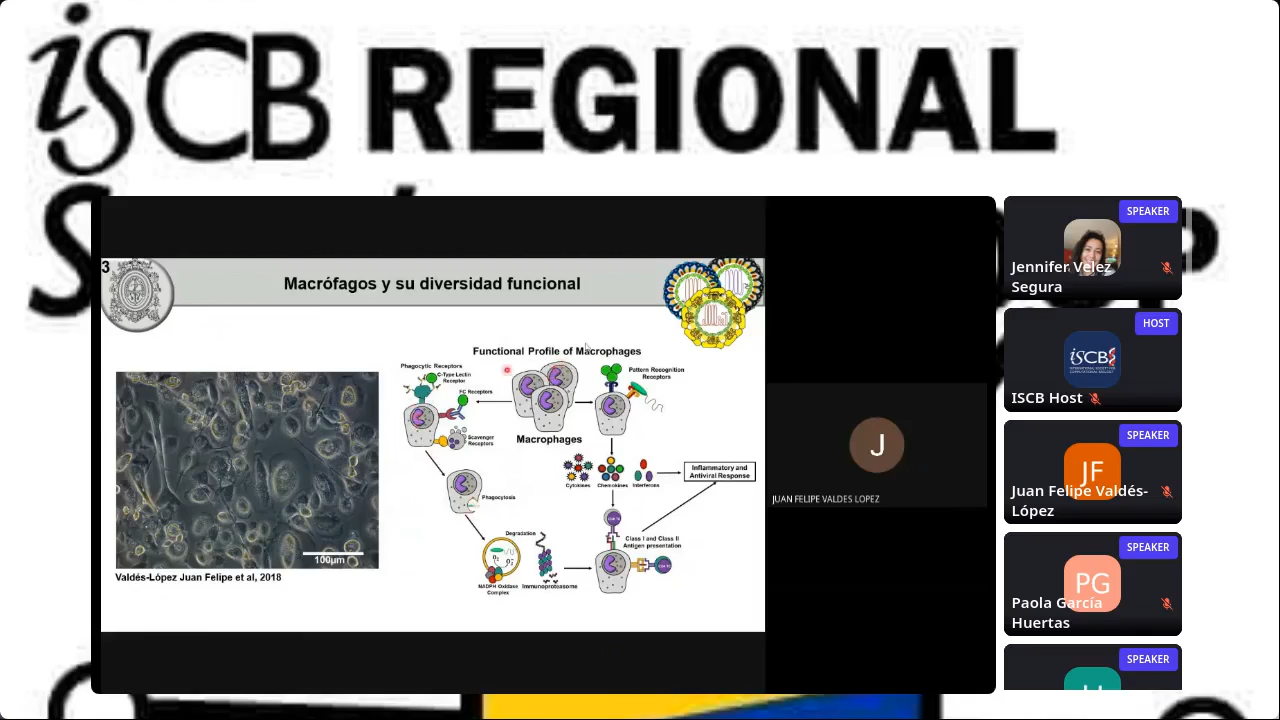 iSCB REGIONAL
3
Macrófagos y su diversidad funcional
Functional Profile of Macrophages
Phagocytic Receptors
C-Type Lectin
Receptor
FC Receptors
Scavenger
Receptors
Macrophages
Pattern Recognition
Receptors
Cytokines
Chemokines
Interferons
Inflammatory and
Antiviral Response
Phagocytosis
Degradation
Class I and Class II
Antigen presentation
NADPH Oxidase
Complex
Immunoproteasome
100µm
Valdés-López Juan Felipe et al, 2018
J
JUAN FELIPE VALDES LOPEZ
SPEAKER
Jennifer Velez
Segura
HOST
iSCB
ISCB Host
SPEAKER
JF
Juan Felipe Valdés-
López
SPEAKER
PG
Paola García
Huertas
SPEAKER